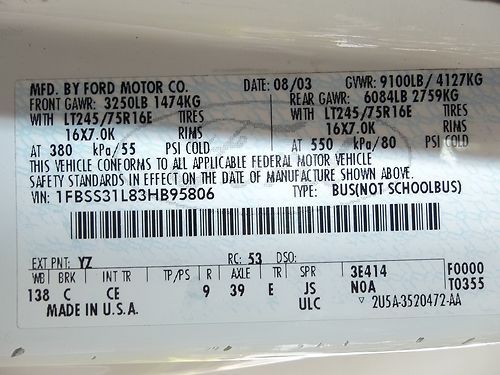 MFD. BY FORD MOTOR CO. DATE: 08/03 GVWR: 9100LB/ 4127KG
FRONT GAWR: 3250LB 1474KG REAR GAWR: 6084LB 2759KG
WITH LT245/75R16E TIRES WITH LT245/75R16E TIRES
16X7.0K RIMS 16X7.0K RIMS
AT 380 kPa/55 PSI COLD AT 550 kPa/80 PSI COLD
THIS VEHICLE CONFORMS TO ALL APPLICABLE FEDERAL MOTOR VEHICLE
SAFETY STANDARDS IN EFFECT ON THE DATE OF MANUFACTURE SHOWN ABOVE.
VIN: 1FBSS31L83HB95806 TYPE: BUS(NOT SCHOOLBUS)
EXT PNT: YZ RC: 53 DSO:
WB BRK INT TR TP/PS R AXLE TR SPR 3E414 F0000
138 C CE 9 39 E JS N0A T0355
MADE IN U.S.A. ULC ▽ 2U5A-3520472-AA